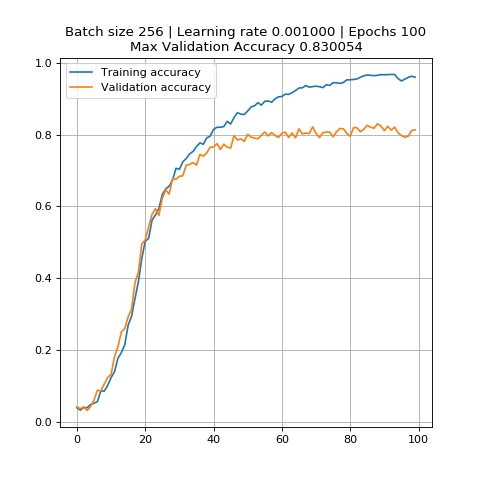 Batch size 256 | Learning rate 0.001000 | Epochs 100
Max Validation Accuracy 0.830054
1.0
Training accuracy
Validation accuracy
0.8
0.6
0.4
0.2
0.0
0 20 40 60 80 100